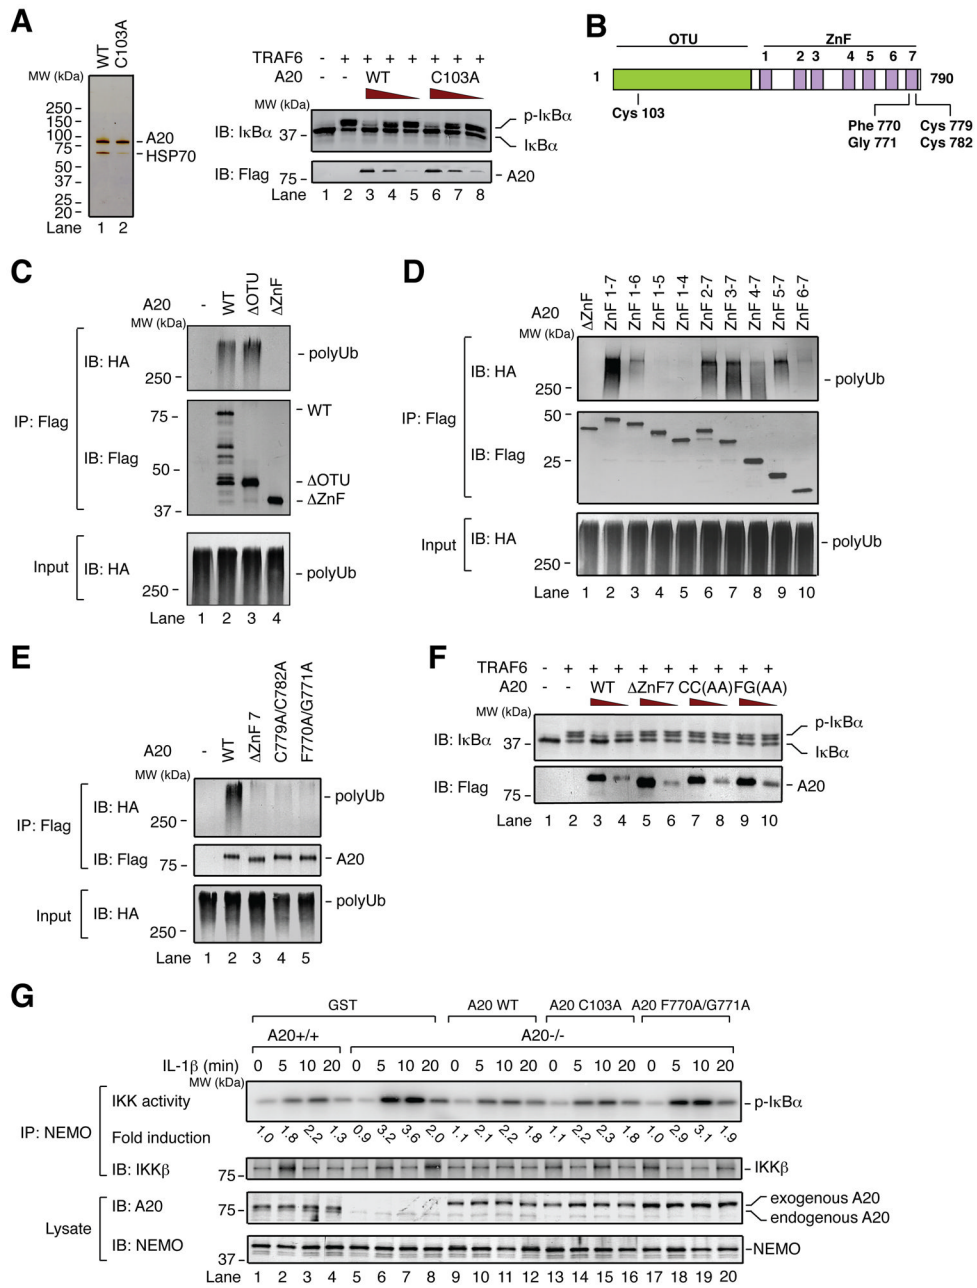 A
WT
C103A
MW (kDa)
250
150
100
75
50
37
25
20
A20
HSP70
Lane 1 2
TRAF6 - + + + + + + +
A20 WT C103A
MW (kDa)
IB: IκBα 37
p-IκBα
IκBα
IB: Flag 75 A20
Lane 1 2 3 4 5 6 7 8
B
OTU ZnF
1 2 3 4 5 6 7
1 790
Cys 103
Phe 770 Cys 779
Gly 771 Cys 782
C
A20 - WT ΔOTU ΔZnF
MW (kDa)
IP: Flag
IB: HA
250
polyUb
IB: Flag
75
50
37
WT
ΔOTU
ΔZnF
Input IB: HA
250
polyUb
Lane 1 2 3 4
D
A20 ΔZnF ZnF 1-7 ZnF 1-6 ZnF 1-5 ZnF 1-4 ZnF 2-7 ZnF 3-7 ZnF 4-7 ZnF 5-7 ZnF 6-7
MW (kDa)
IP: Flag
IB: HA
250
polyUb
IB: Flag
50
25
Input IB: HA
250
polyUb
Lane 1 2 3 4 5 6 7 8 9 10
E
A20 - WT ΔZnF 7 C779A/C782A F770A/G771A
MW (kDa)
IP: Flag
IB: HA
250
polyUb
IB: Flag 75 A20
Input IB: HA
250
polyUb
Lane 1 2 3 4 5
F
TRAF6 - + + + + + + + + +
A20 - - WT ΔZnF7 CC(AA) FG(AA)
MW (kDa)
IB: IκBα 37
p-IκBα
IκBα
IB: Flag 75 A20
Lane 1 2 3 4 5 6 7 8 9 10
G
GST A20 WT A20 C103A A20 F770A/G771A
A20+/+ A20-/-
IL-1β (min) 0 5 10 20 0 5 10 20 0 5 10 20 0 5 10 20 0 5 10 20
MW (kDa)
IP: NEMO
IKK activity p-IκBα
Fold induction 1.0 1.8 2.2 1.3 0.9 3.2 3.6 2.0 1.1 2.1 2.2 1.8 1.1 2.2 2.3 1.8 1.0 2.9 3.1 1.9
IB: IKKβ 75 IKKβ
Lysate
IB: A20 75
exogenous A20
endogenous A20
IB: NEMO 37 NEMO
Lane 1 2 3 4 5 6 7 8 9 10 11 12 13 14 15 16 17 18 19 20